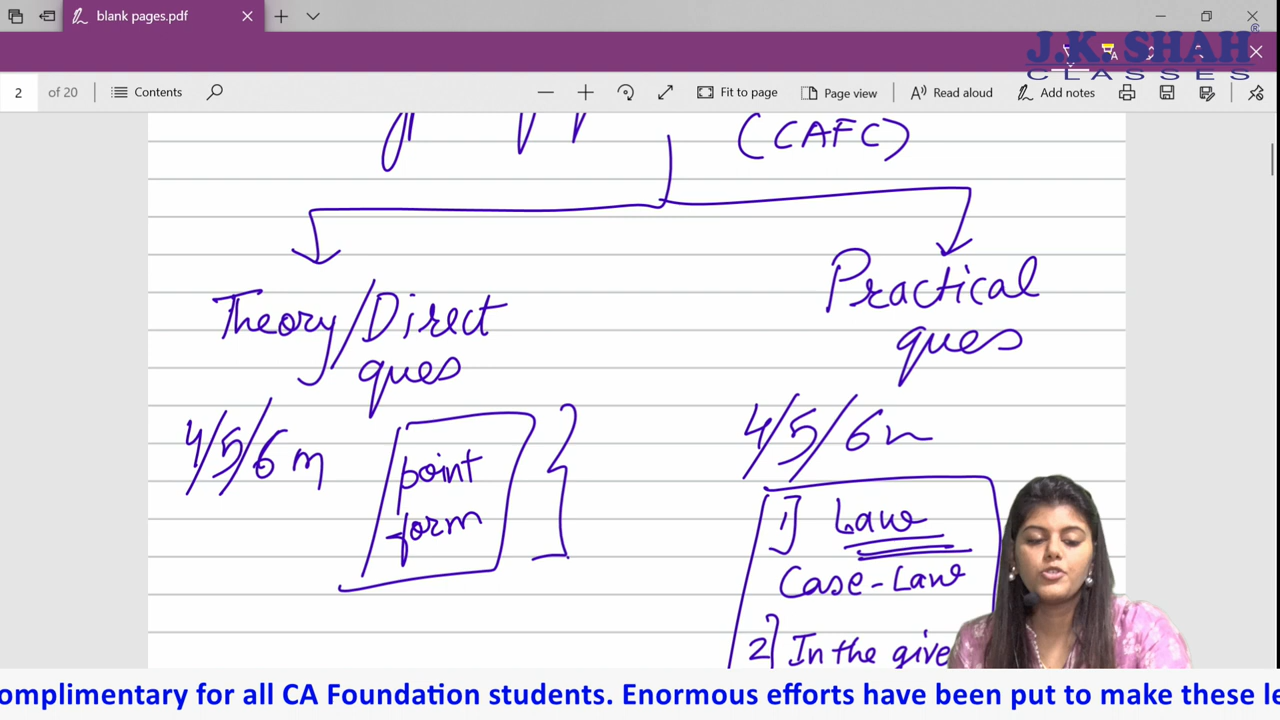 blank pages.pdf
J.K. SHAH®
CLASSES
2 of 20 Contents Fit to page Page view Read aloud Add notes
(CAFC)
Theory/Direct
ques
Practical
ques
4/5/6 m
point
form
4/5/6m
1] Law
Case-Law
2] In the give
omplimentary for all CA Foundation students. Enormous efforts have been put to make these le